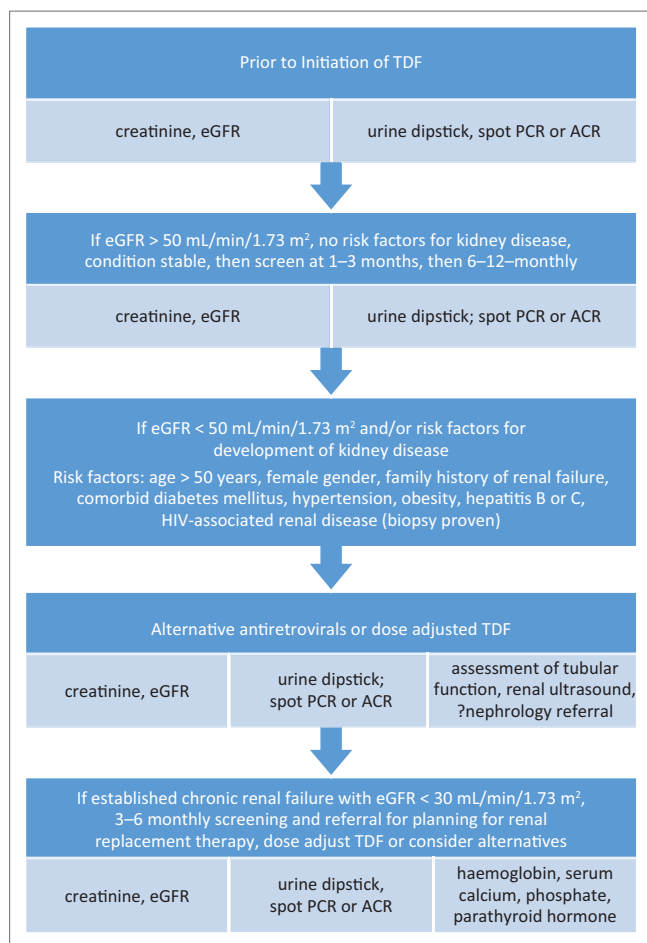 Prior to Initiation of TDF
creatinine, eGFR
urine dipstick, spot PCR or ACR
If eGFR > 50 mL/min/1.73 m², no risk factors for kidney disease,
condition stable, then screen at 1–3 months, then 6–12–monthly
creatinine, eGFR
urine dipstick; spot PCR or ACR
If eGFR < 50 mL/min/1.73 m² and/or risk factors for
development of kidney disease
Risk factors: age > 50 years, female gender, family history of renal failure,
comorbid diabetes mellitus, hypertension, obesity, hepatitis B or C,
HIV-associated renal disease (biopsy proven)
Alternative antiretrovirals or dose adjusted TDF
creatinine, eGFR
urine dipstick;
spot PCR or ACR
assessment of tubular
function, renal ultrasound,
?nephrology referral
If established chronic renal failure with eGFR < 30 mL/min/1.73 m²,
3–6 monthly screening and referral for planning for renal
replacement therapy, dose adjust TDF or consider alternatives
creatinine, eGFR
urine dipstick,
spot PCR or ACR
haemoglobin, serum
calcium, phosphate,
parathyroid hormone